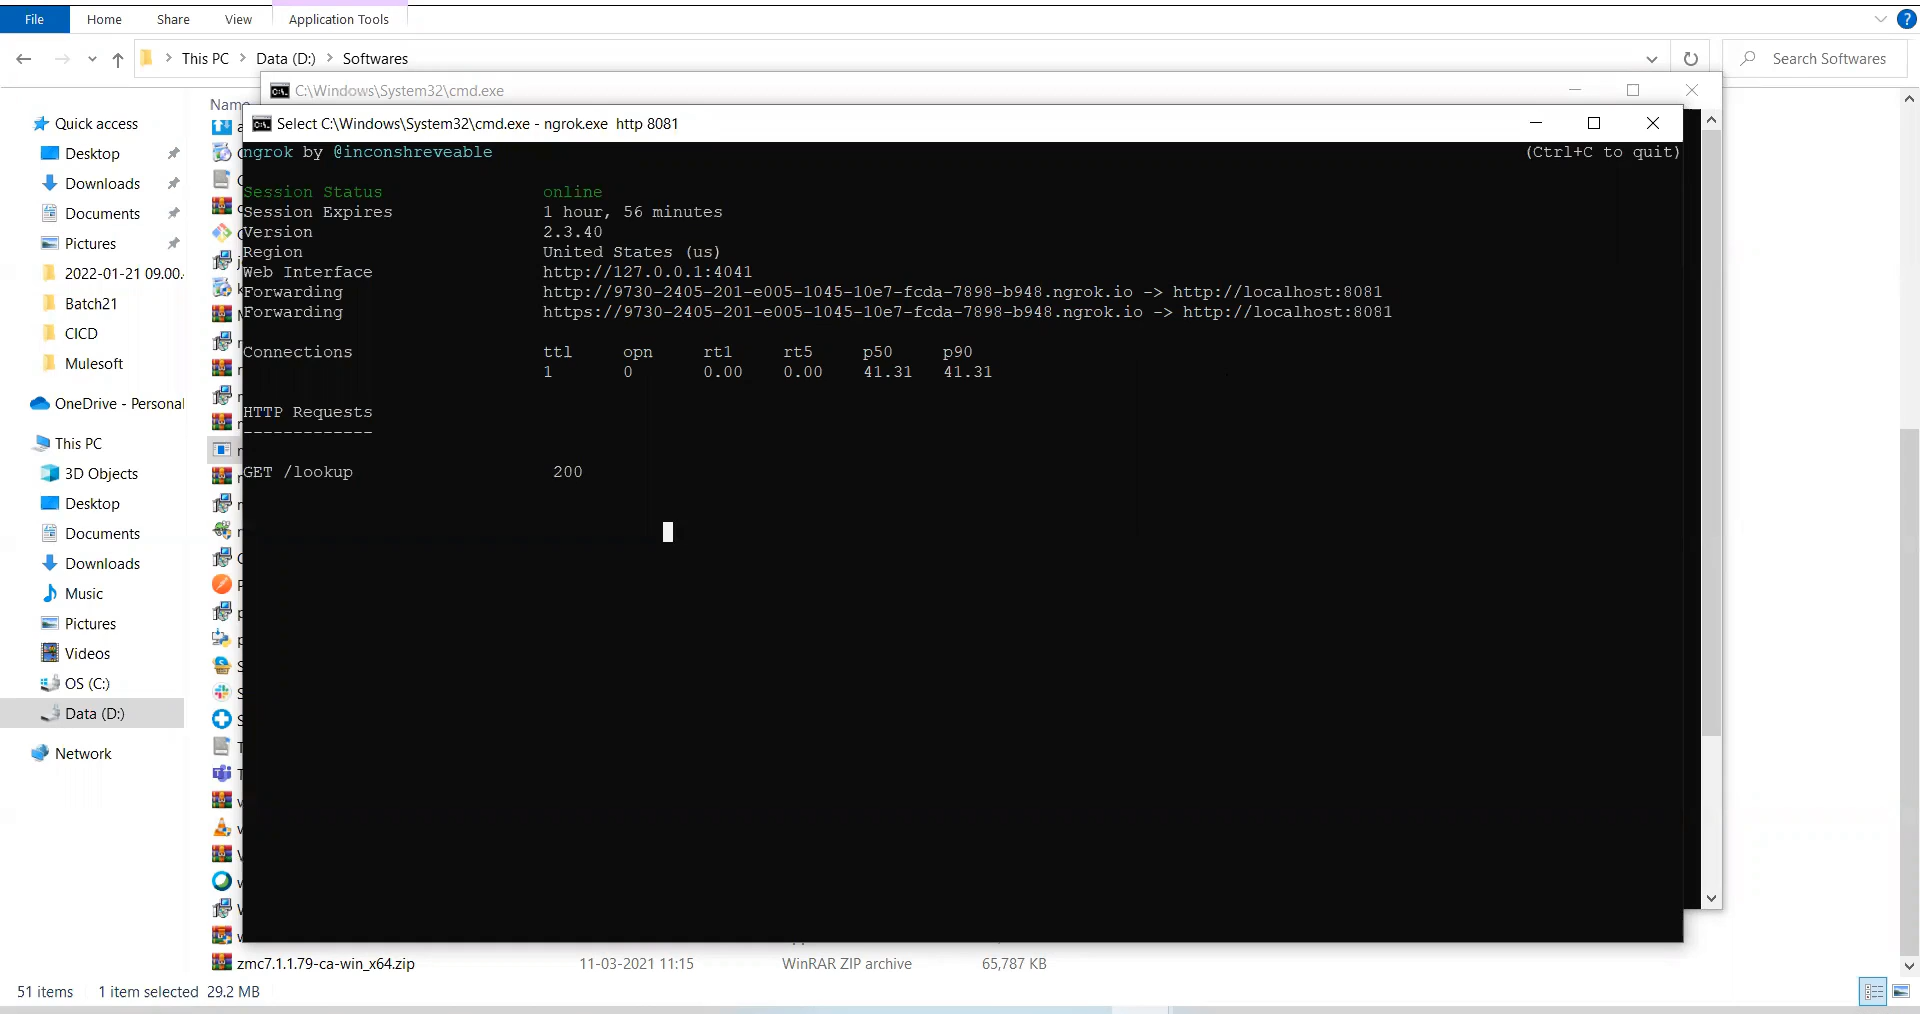 File Home Share View Application Tools
This PC > Data (D:) > Softwares
Search Softwares
C:\Windows\System32\cmd.exe
Name
Select C:\Windows\System32\cmd.exe - ngrok.exe  http 8081
Quick access
Desktop
Downloads
Documents
Pictures
2022-01-21 09.00.
Batch21
CICD
Mulesoft
OneDrive - Personal
This PC
3D Objects
Desktop
Documents
Downloads
Music
Pictures
Videos
OS (C:)
Data (D:)
Network
ngrok by @inconshreveable (Ctrl+C to quit)
Session Status online
Session Expires 1 hour, 56 minutes
Version 2.3.40
Region United States (us)
Web Interface http://127.0.0.1:4041
Forwarding http://9730-2405-201-e005-1045-10e7-fcda-7898-b948.ngrok.io -> http://localhost:8081
Forwarding https://9730-2405-201-e005-1045-10e7-fcda-7898-b948.ngrok.io -> http://localhost:8081
Connections ttl opn rt1 rt5 p50 p90
1 0 0.00 0.00 41.31 41.31
HTTP Requests
-------------
GET /lookup 200
zmc7.1.1.79-ca-win_x64.zip 11-03-2021 11:15 WinRAR ZIP archive 65,787 KB
51 items 1 item selected 29.2 MB